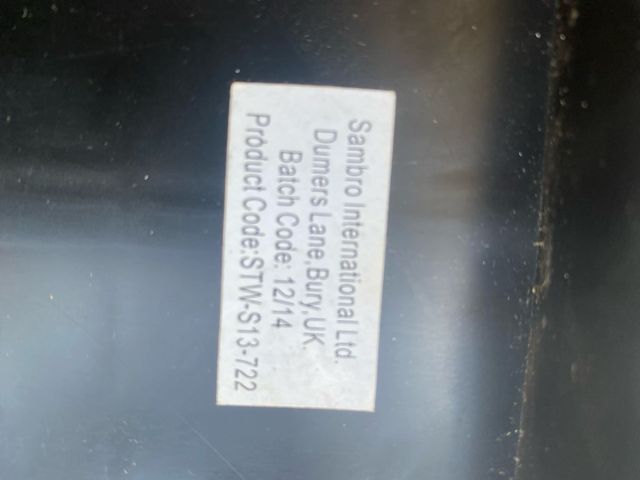 Sambro International Ltd.
Dumers Lane,Bury,UK.
Batch Code: 12/14
Product Code:STW-S13-722